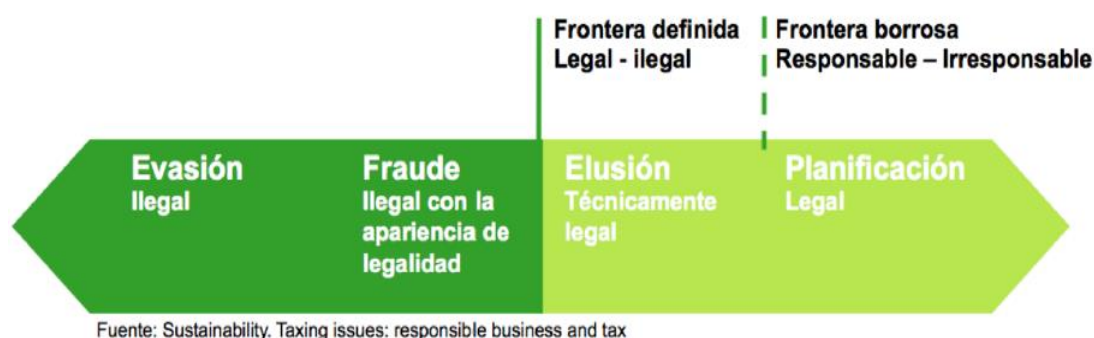 Frontera definida
Legal - ilegal
Frontera borrosa
Responsable – Irresponsable
Evasión
Ilegal
Fraude
Ilegal con la
apariencia de
legalidad
Elusión
Técnicamente
legal
Planificación
Legal
Fuente: Sustainability. Taxing issues: responsible business and tax